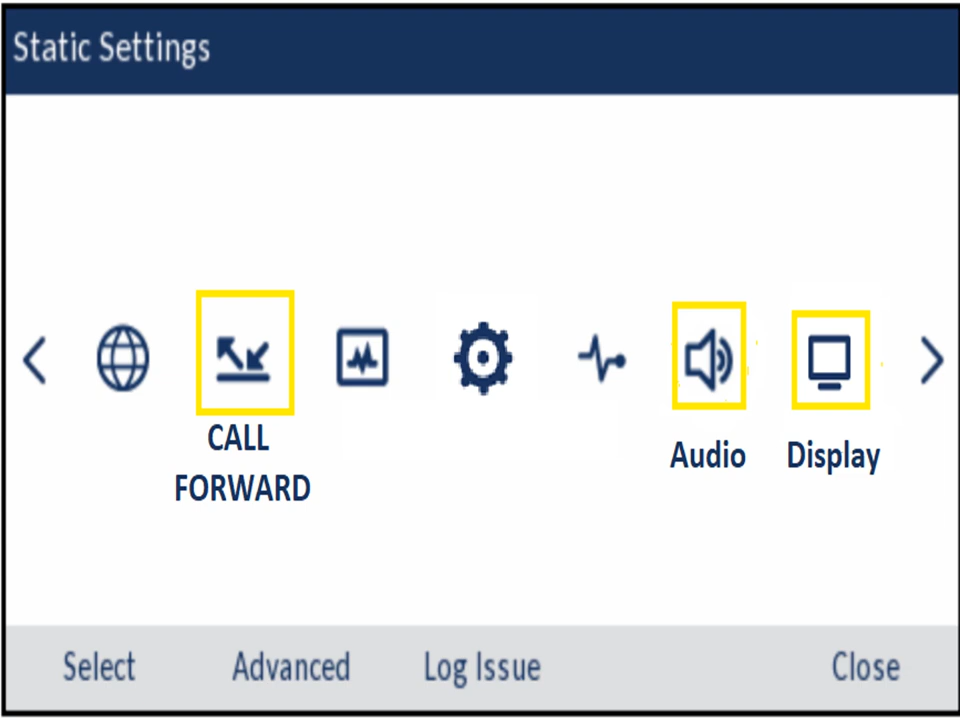 Static Settings
CALL
FORWARD
Audio
Display
Select
Advanced
Log Issue
Close